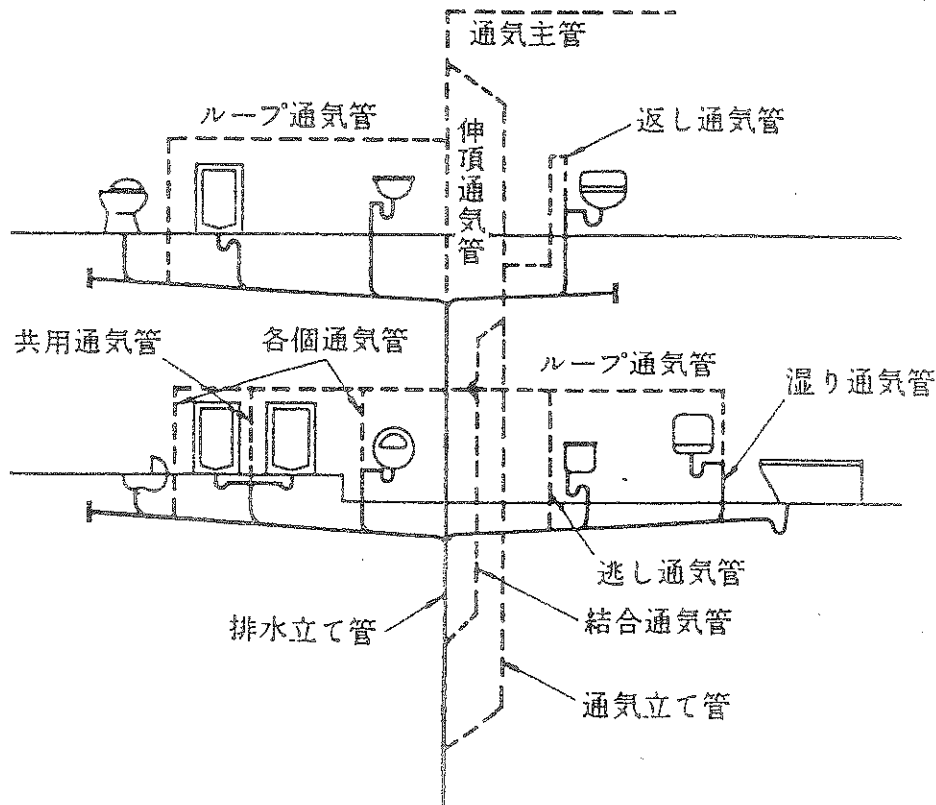 通気主管
ループ通気管
伸頂通気管
返し通気管
共用通気管
各個通気管
ループ通気管
湿り通気管
逃し通気管
排水立て管
結合通気管
通気立て管